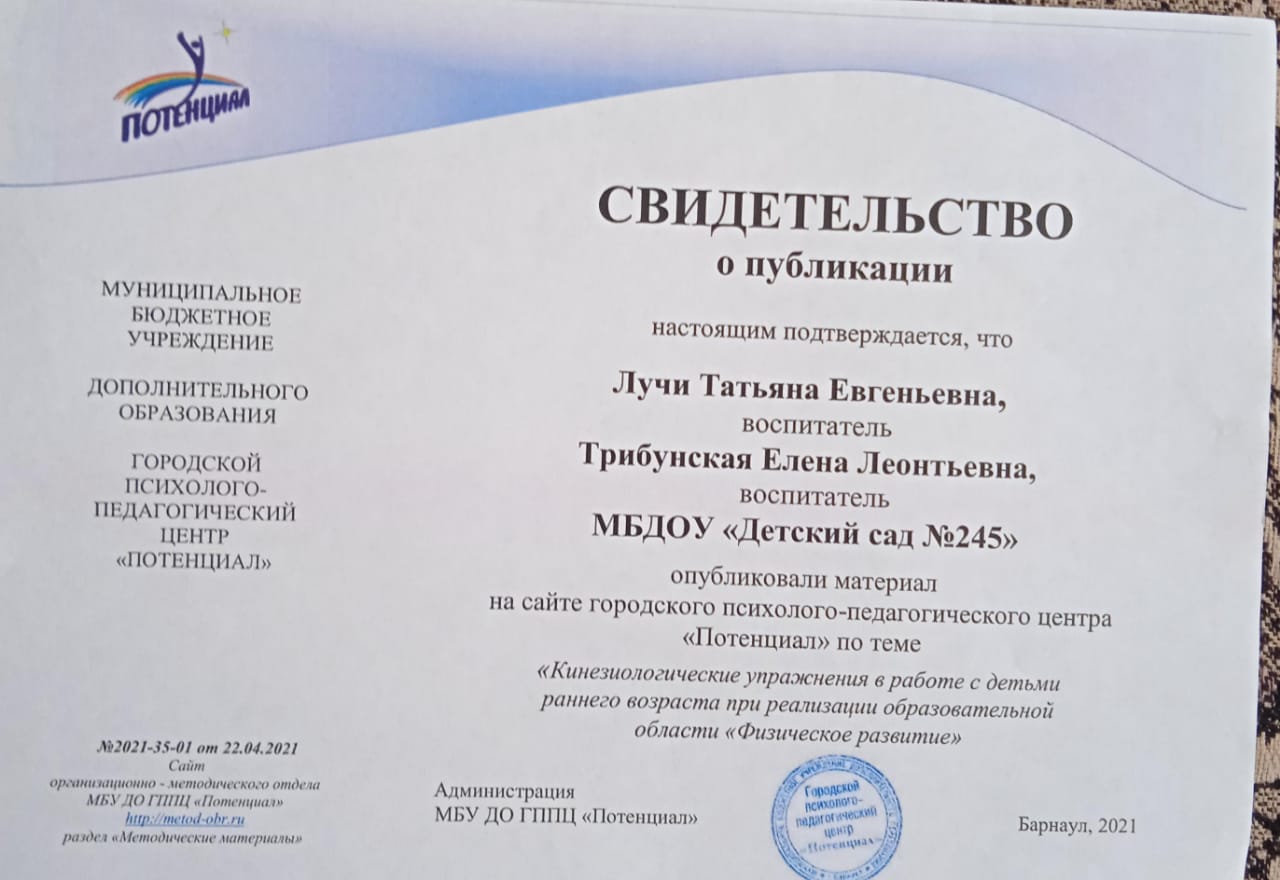 ПОТЕНЦИАЛ
МУНИЦИПАЛЬНОЕ
БЮДЖЕТНОЕ
УЧРЕЖДЕНИЕ
ДОПОЛНИТЕЛЬНОГО
ОБРАЗОВАНИЯ
ГОРОДСКОЙ
ПСИХОЛОГО-
ПЕДАГОГИЧЕСКИЙ
ЦЕНТР
«ПОТЕНЦИАЛ»
№2021-35-01 от 22.04.2021
Сайт
организационно - методического отдела
МБУ ДО ГППЦ «Потенциал»
http://metod-obr.ru
раздел «Методические материалы»
СВИДЕТЕЛЬСТВО
о публикации
настоящим подтверждается, что
Лучи Татьяна Евгеньевна,
воспитатель
Трибунская Елена Леонтьевна,
воспитатель
МБДОУ «Детский сад №245»
опубликовали материал
на сайте городского психолого-педагогического центра
«Потенциал» по теме
«Кинезиологические упражнения в работе с детьми
раннего возраста при реализации образовательной
области «Физическое развитие»
Администрация
МБУ ДО ГППЦ «Потенциал»
Городской
психолого-
педагогический
центр
«Потенциал»
Барнаул, 2021